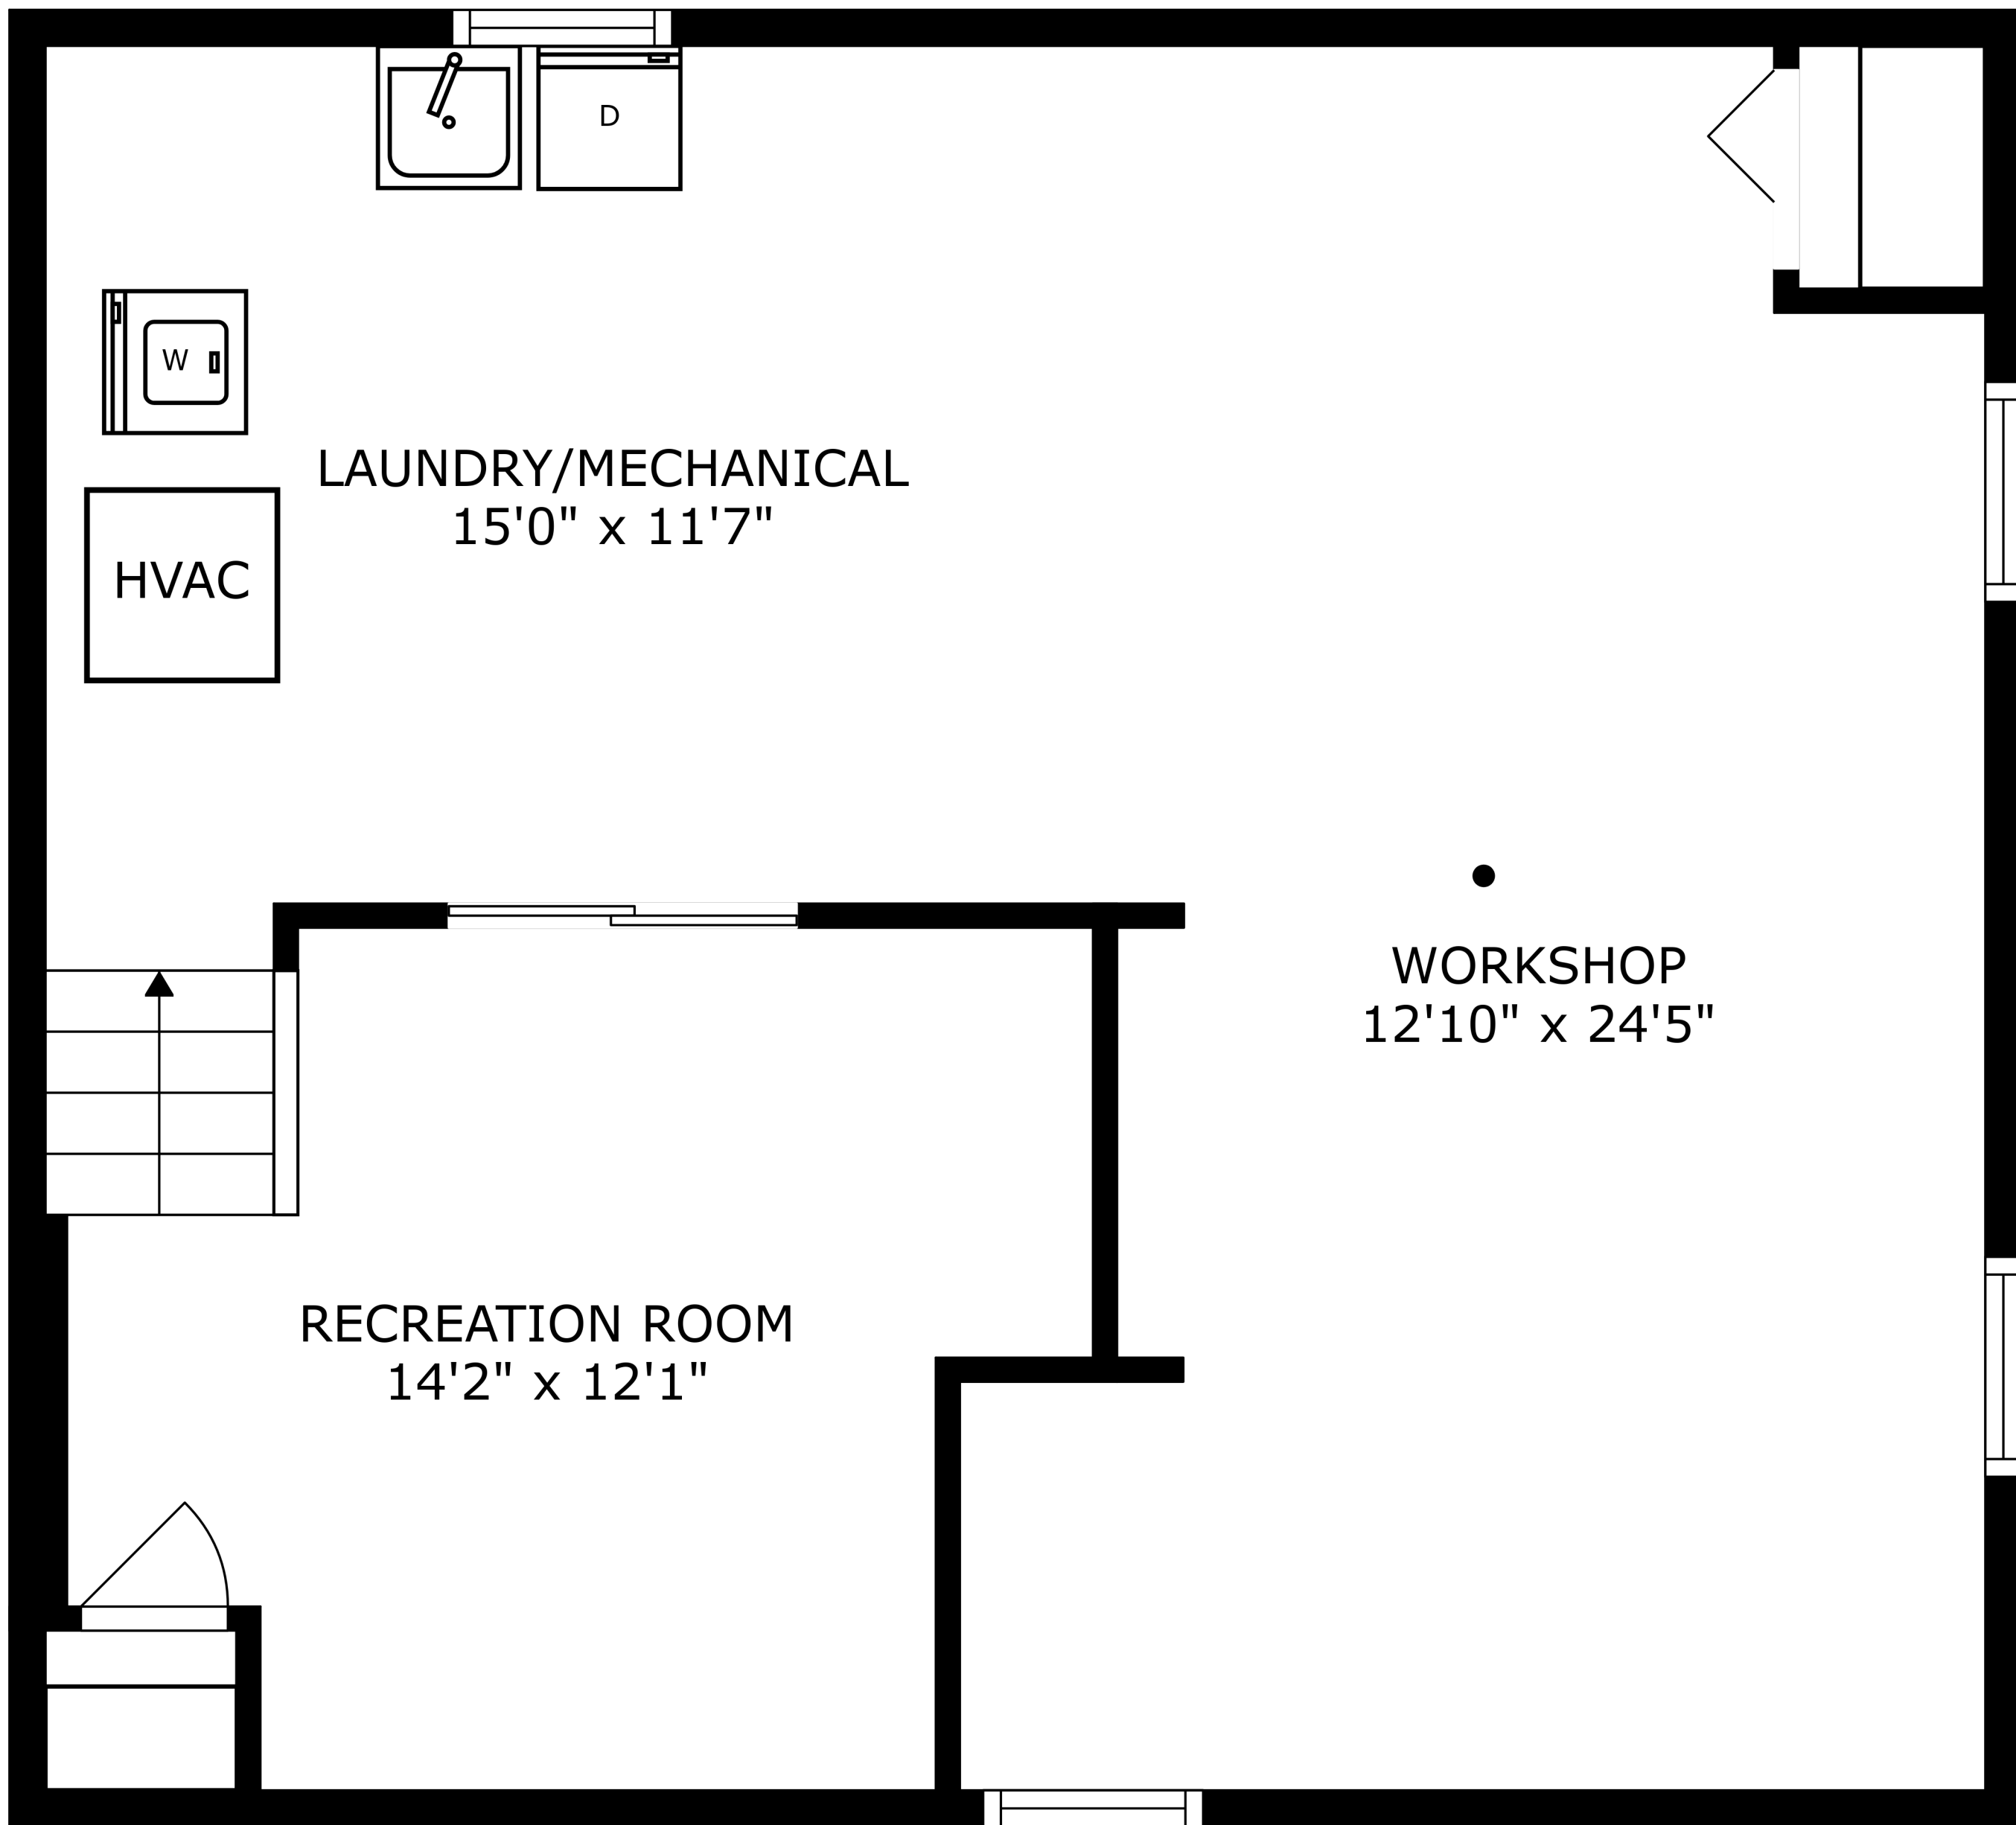 D
W
LAUNDRY/MECHANICAL
15'0" x 11'7"
HVAC
WORKSHOP
12'10" x 24'5"
RECREATION ROOM
14'2" x 12'1"